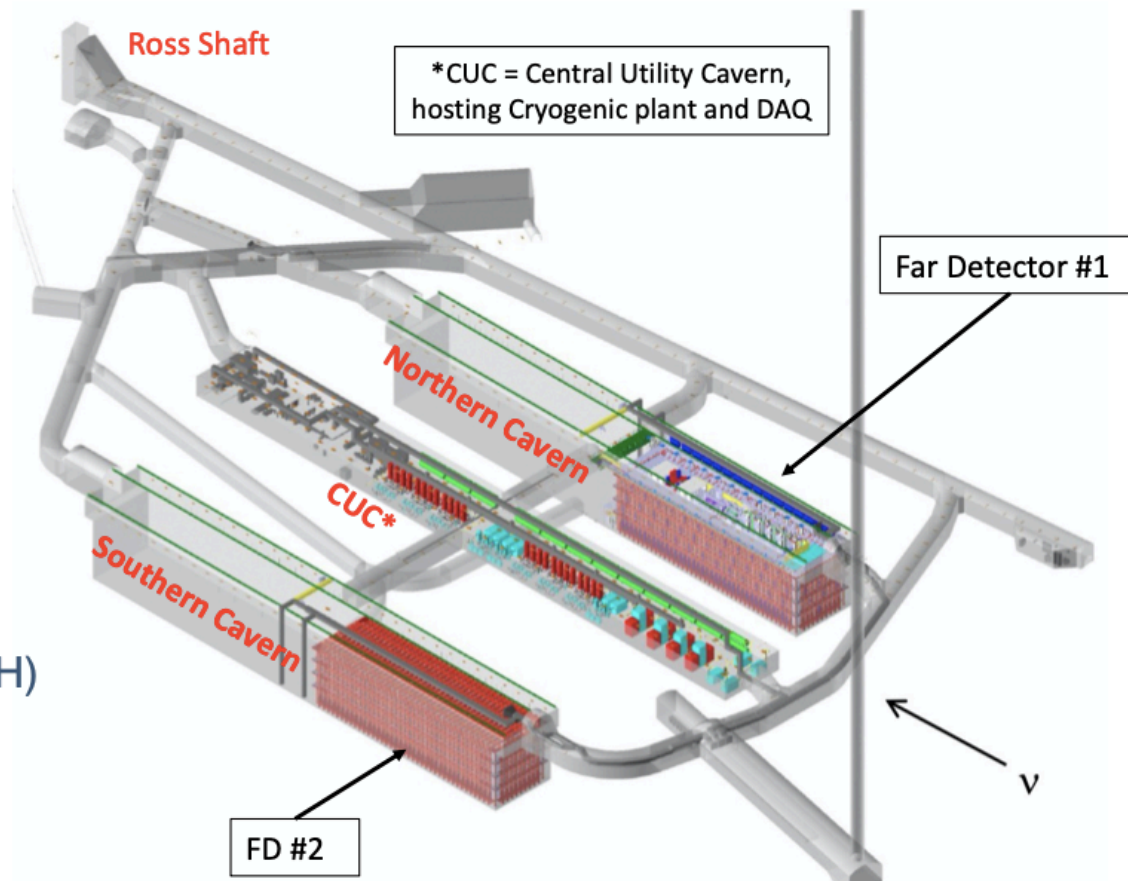 Ross Shaft
*CUC = Central Utility Cavern,
hosting Cryogenic plant and DAQ
Far Detector #1
Northern Cavern
CUC*
Southern Cavern
H)
ν
FD #2